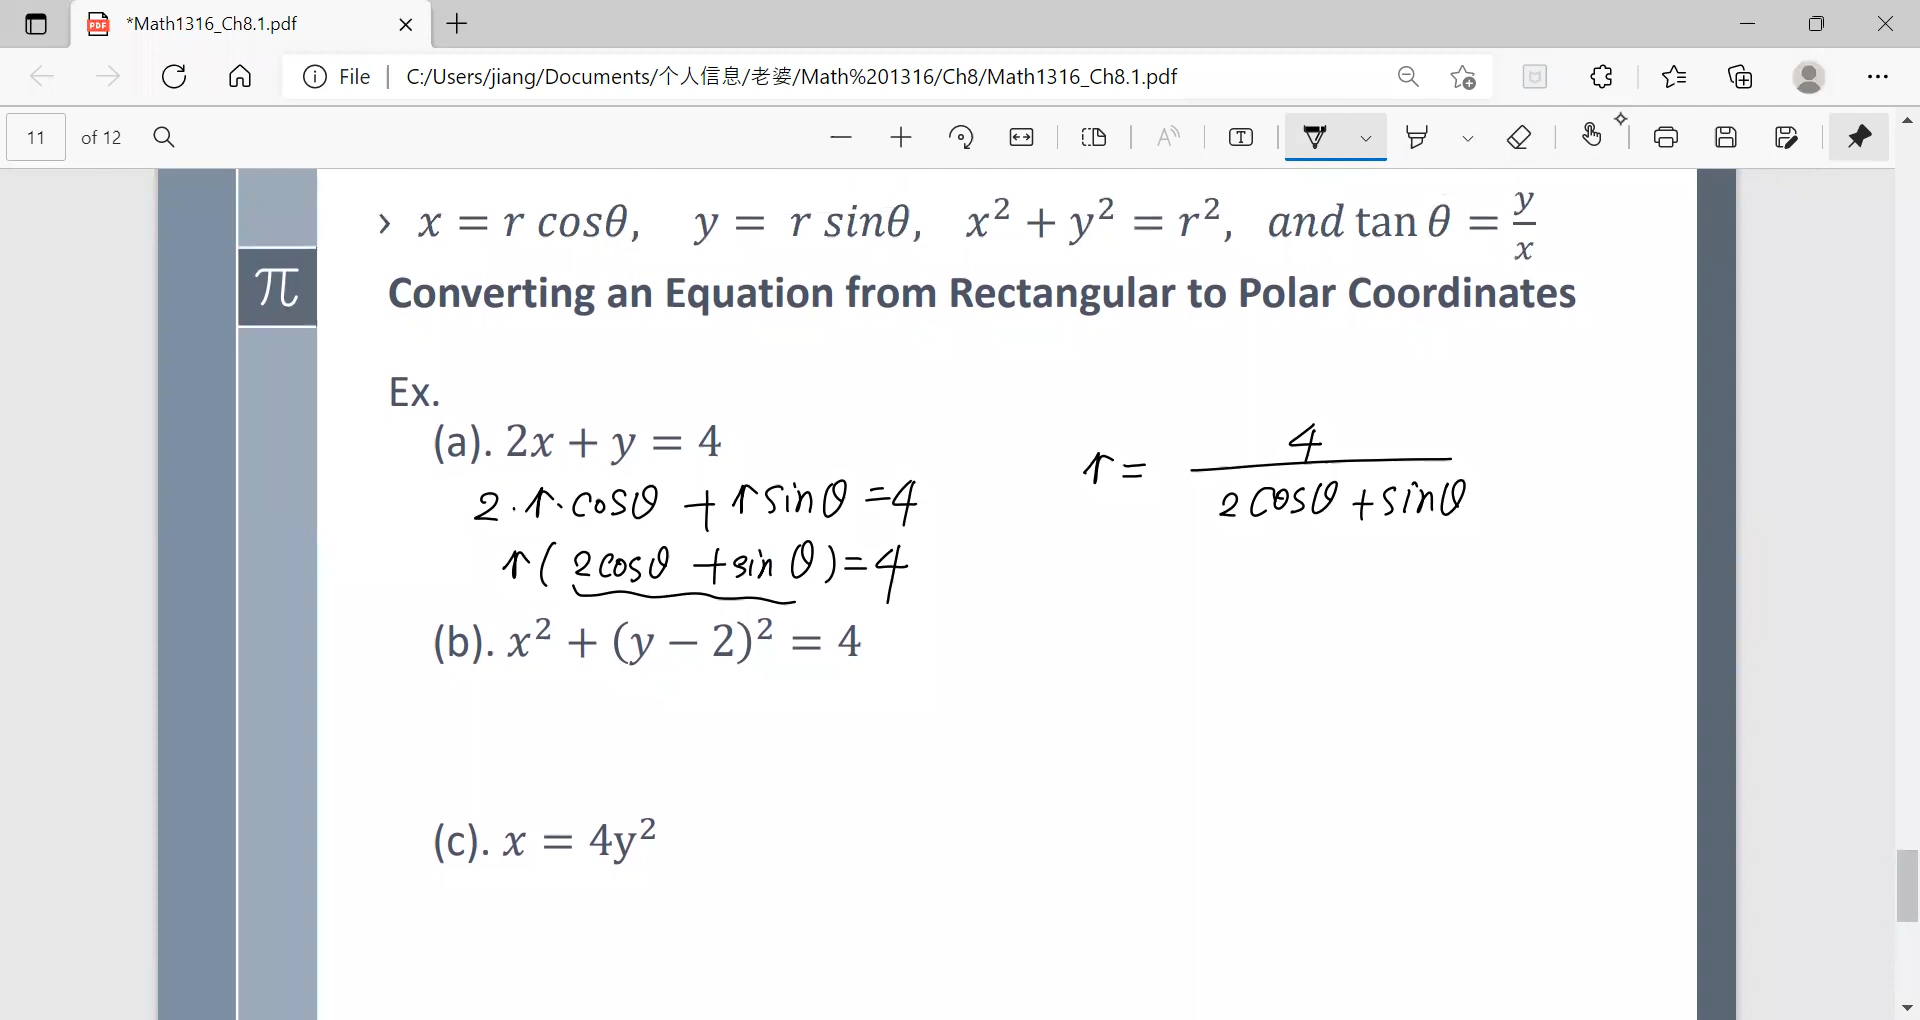 *Math1316_Ch8.1.pdf
File | C:/Users/jiang/Documents/个人信息/老婆/Math%201316/Ch8/Math1316_Ch8.1.pdf
11 of 12
› x = r cosθ, y = r sinθ, x² + y² = r², and tan θ = y/x
π
Converting an Equation from Rectangular to Polar Coordinates
Ex.
(a). 2x + y = 4
2·r·cosθ + r sinθ = 4
r(2cosθ + sinθ) = 4
r = 4/(2cosθ + sinθ)
(b). x² + (y − 2)² = 4
(c). x = 4y²